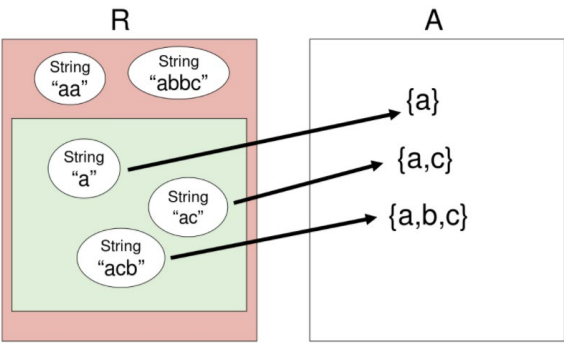 R
A
String
“aa”
String
“abbc”
String
“a”
String
“ac”
String
“acb”
{a}
{a,c}
{a,b,c}